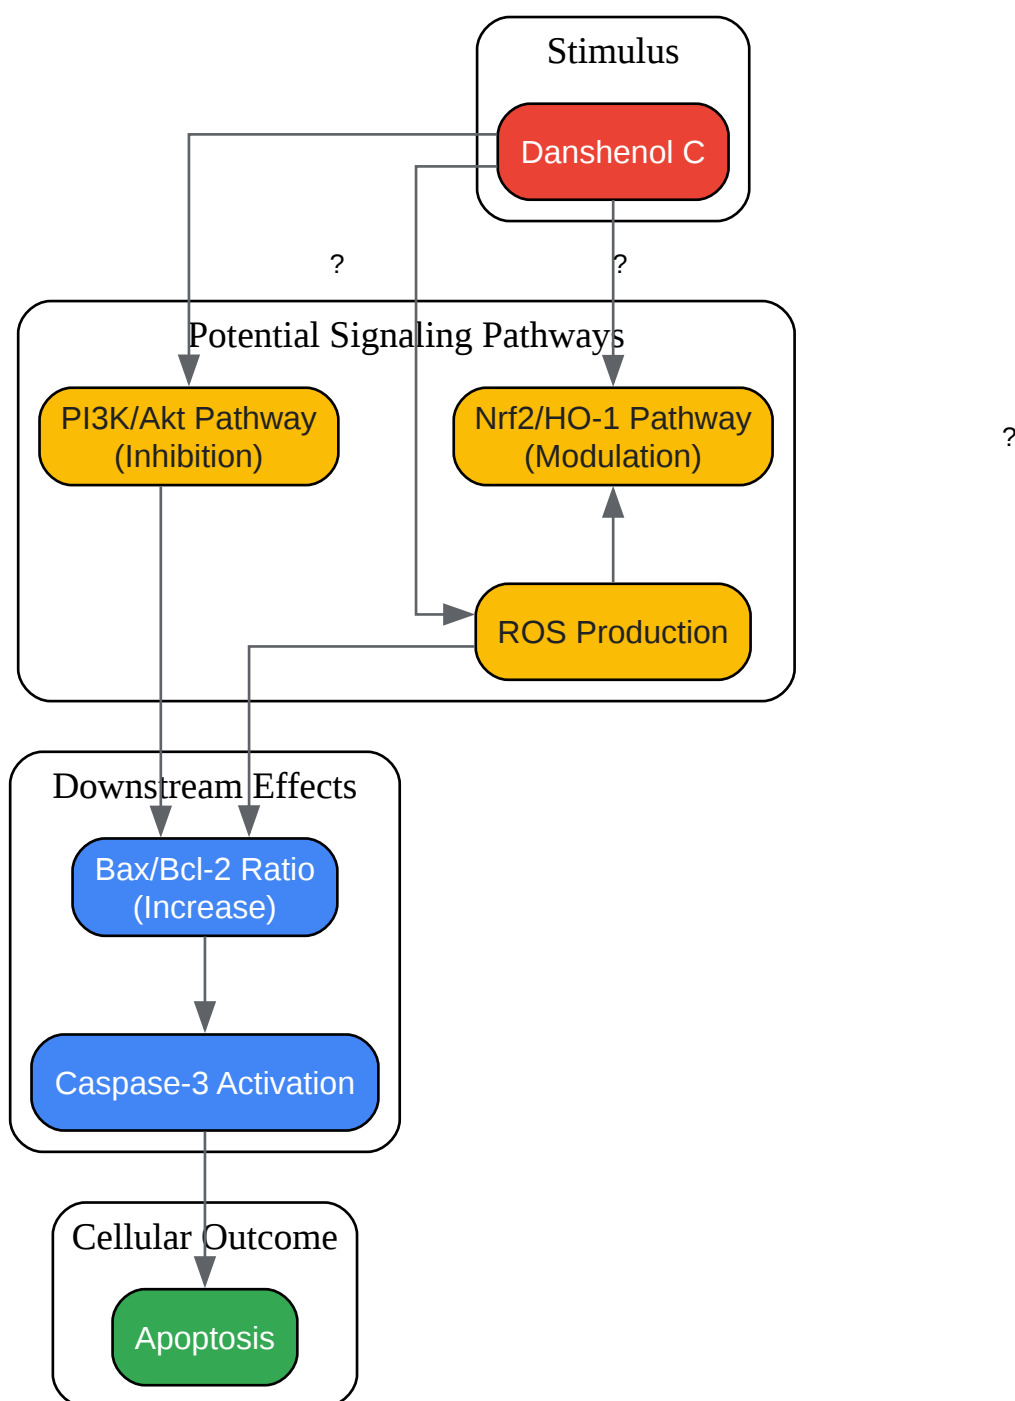 Stimulus
Danshenol C
?
?
Potential Signaling Pathways
PI3K/Akt Pathway
(Inhibition)
Nrf2/HO-1 Pathway
(Modulation)
?
ROS Production
Downstream Effects
Bax/Bcl-2 Ratio
(Increase)
Caspase-3 Activation
Cellular Outcome
Apoptosis